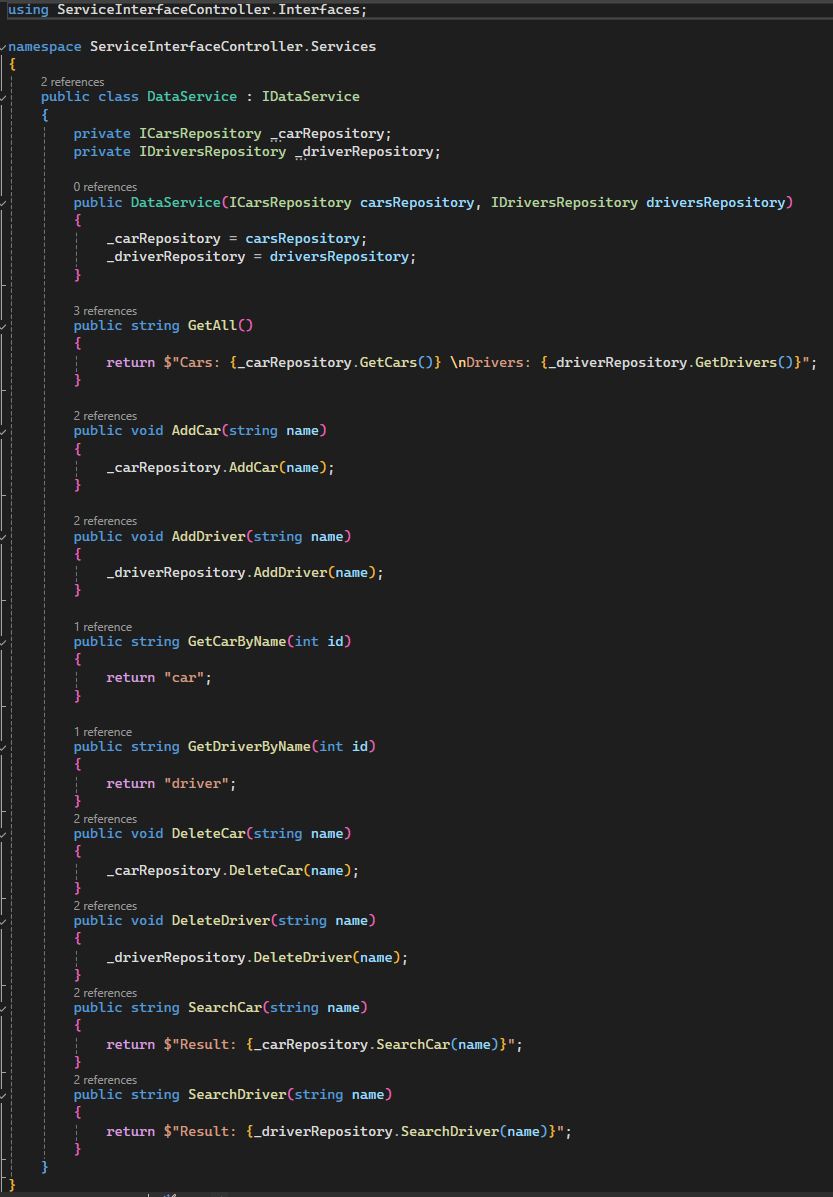 using ServiceInterfaceController.Interfaces;
namespace ServiceInterfaceController.Services
{
2 references
public class DataService : IDataService
{
private ICarsRepository _carRepository;
private IDriversRepository _driverRepository;
0 references
public DataService(ICarsRepository carsRepository, IDriversRepository driversRepository)
{
_carRepository = carsRepository;
_driverRepository = driversRepository;
}
3 references
public string GetAll()
{
return $"Cars: {_carRepository.GetCars()} \nDrivers: {_driverRepository.GetDrivers()}";
}
2 references
public void AddCar(string name)
{
_carRepository.AddCar(name);
}
2 references
public void AddDriver(string name)
{
_driverRepository.AddDriver(name);
}
1 reference
public string GetCarByName(int id)
{
return "car";
}
1 reference
public string GetDriverByName(int id)
{
return "driver";
}
2 references
public void DeleteCar(string name)
{
_carRepository.DeleteCar(name);
}
2 references
public void DeleteDriver(string name)
{
_driverRepository.DeleteDriver(name);
}
2 references
public string SearchCar(string name)
{
return $"Result: {_carRepository.SearchCar(name)}";
}
2 references
public string SearchDriver(string name)
{
return $"Result: {_driverRepository.SearchDriver(name)}";
}
}
}